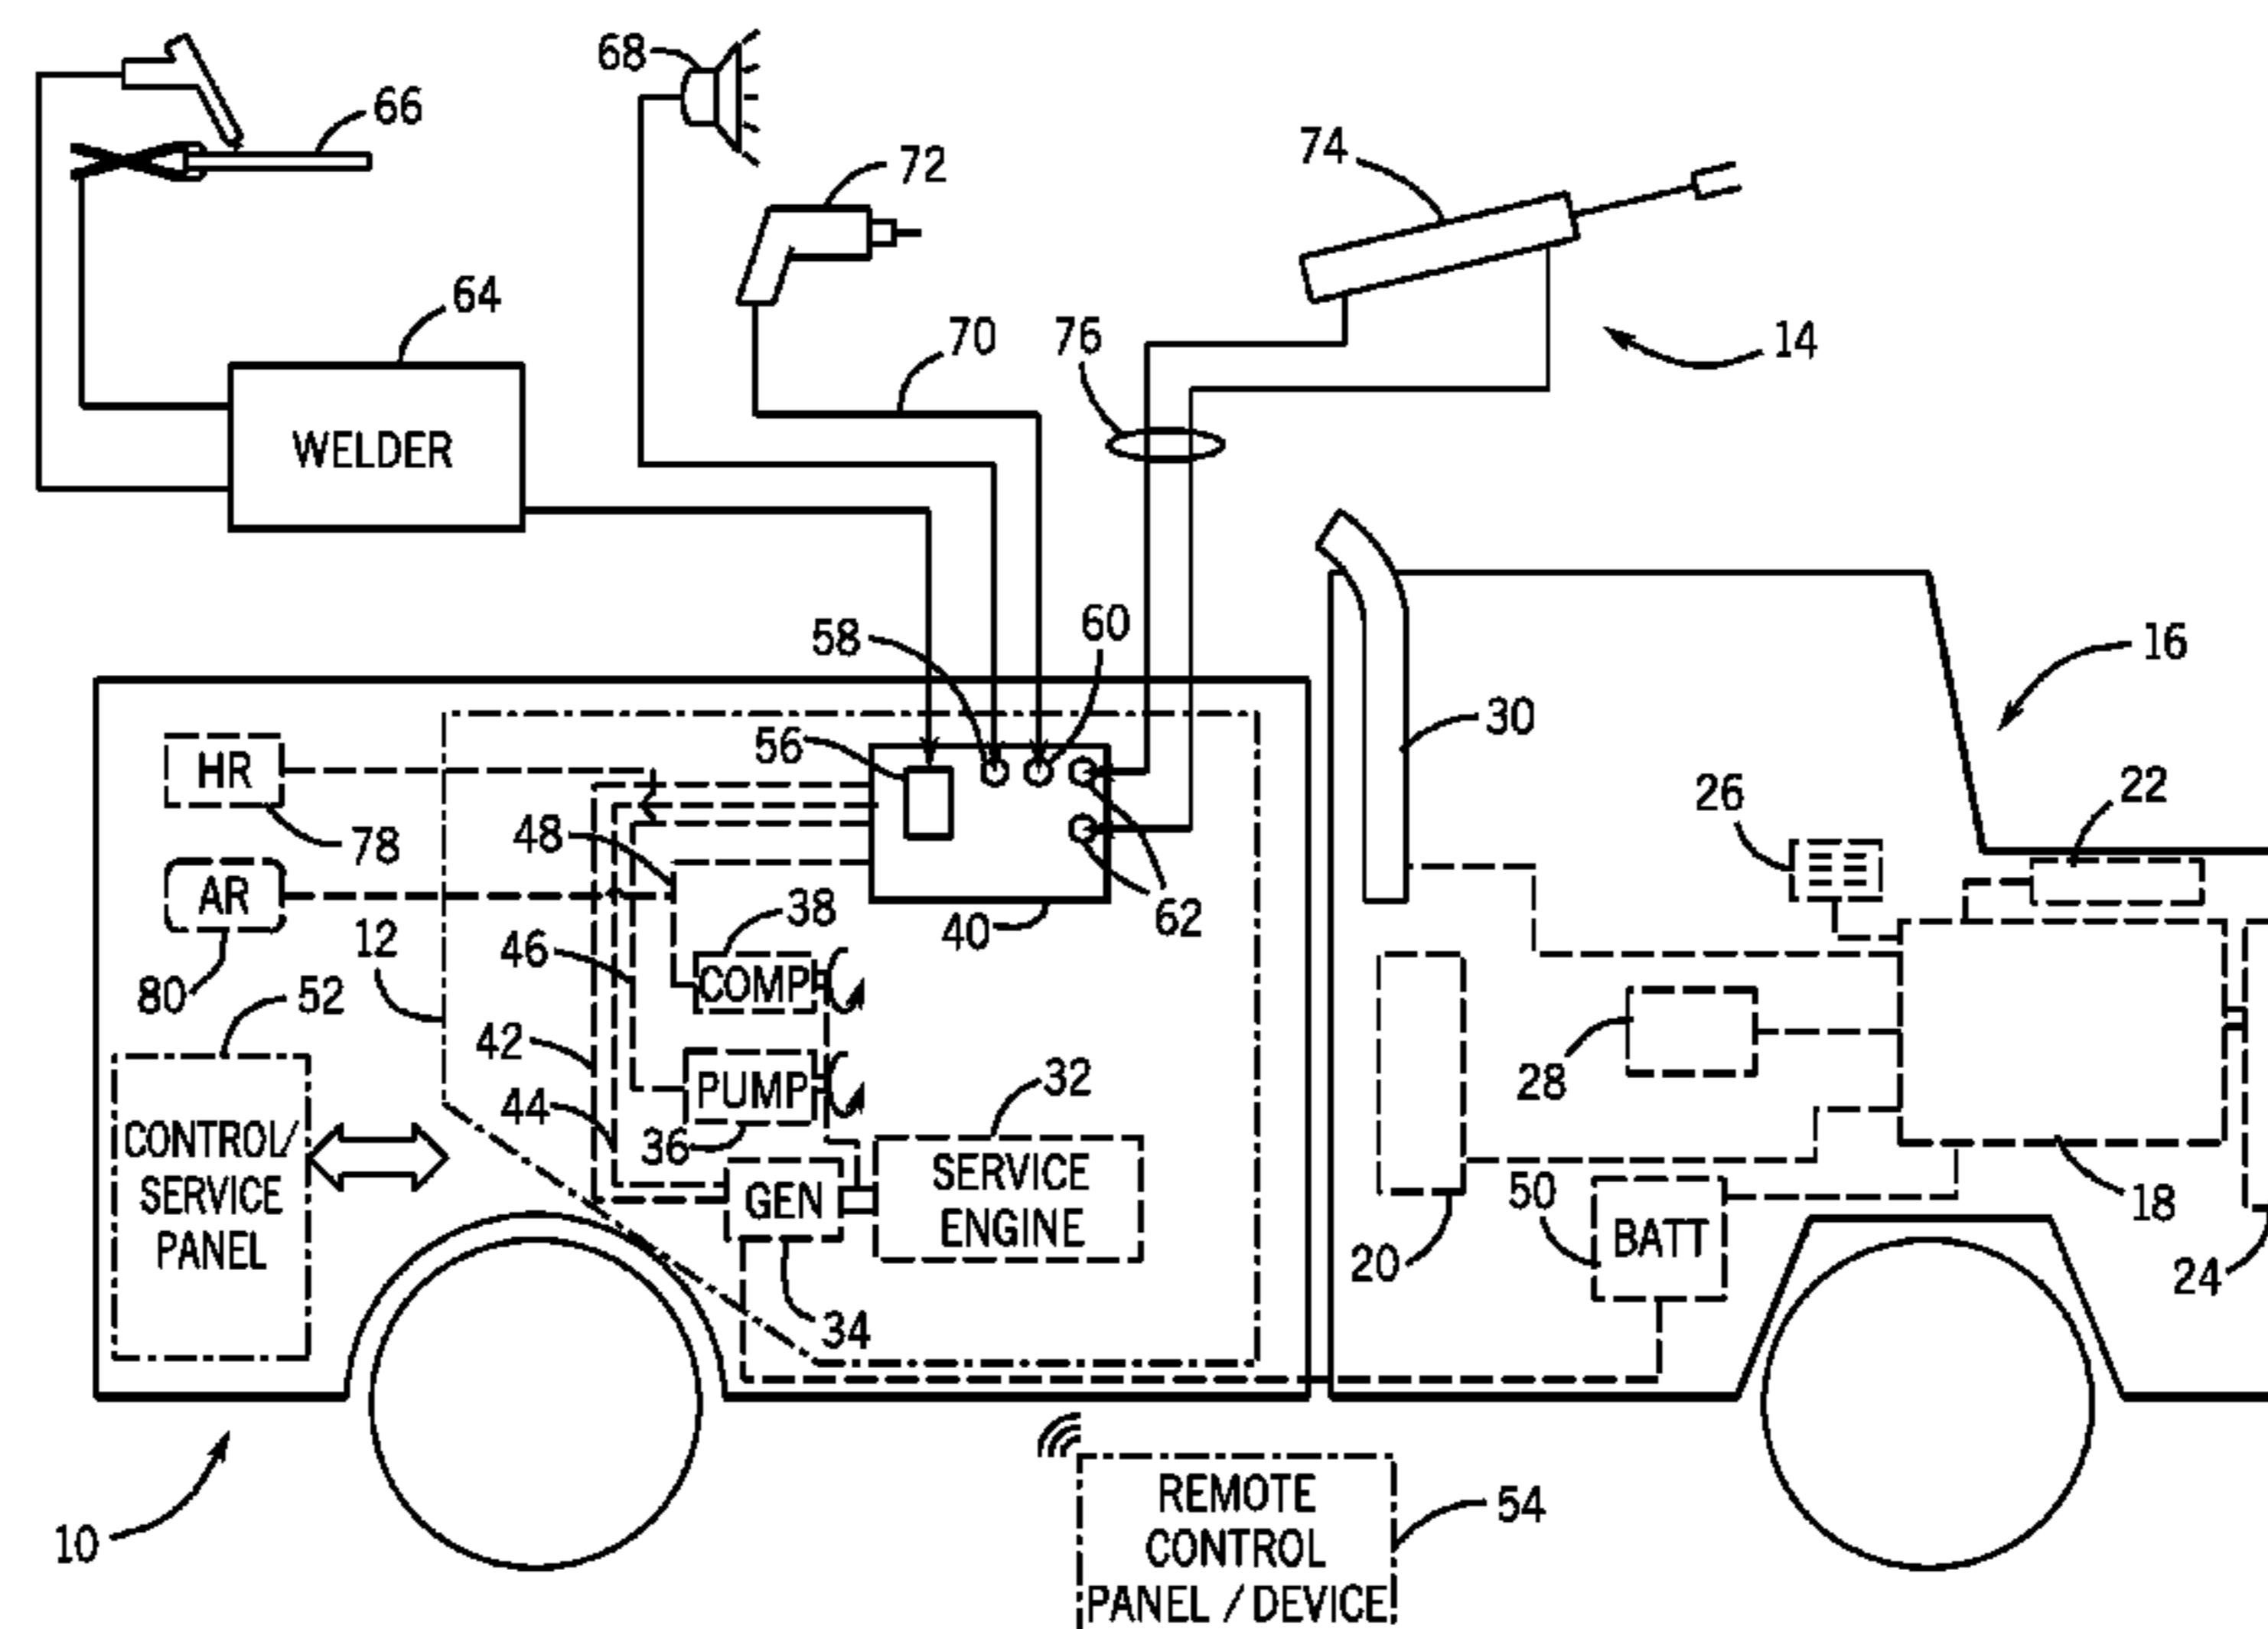 68
66
72
74
64
70
76
14
WELDER
58
60
16
30
56
HR
22
26
48
78
AR
38
62
12
46
40
80
52
COMP
42
28
32
PUMP
44
36
CONTROL/
SERVICE
PANEL
SERVICE
ENGINE
GEN
50
18
BATT
20
24
34
REMOTE
CONTROL
PANEL / DEVICE
54
10